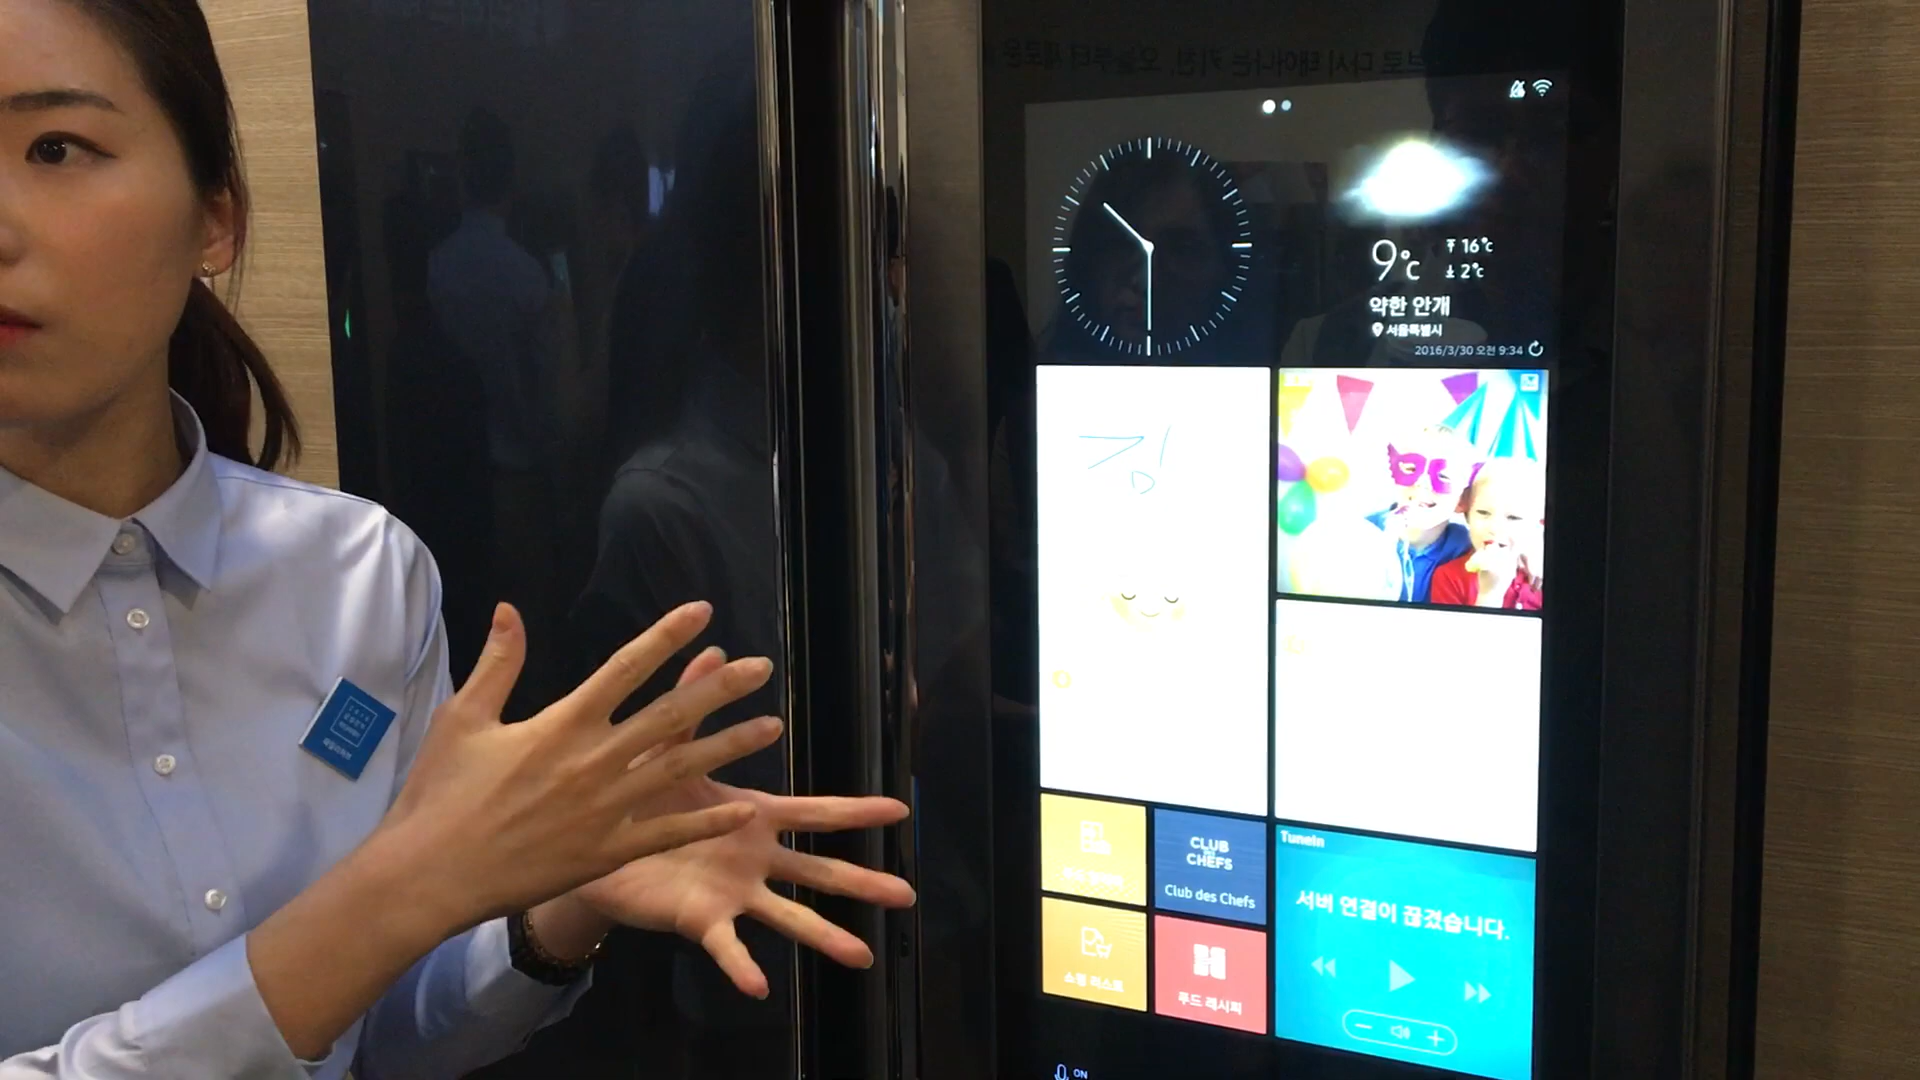 9℃
16℃
2℃
약한 안개
서울특별시
2016/3/30 오전 9:34
김
CLUB
CHEFS
Club des Chefs
쇼핑 리스트
푸드 레시피
TuneIn
서버 연결이 끊겼습니다.
ON